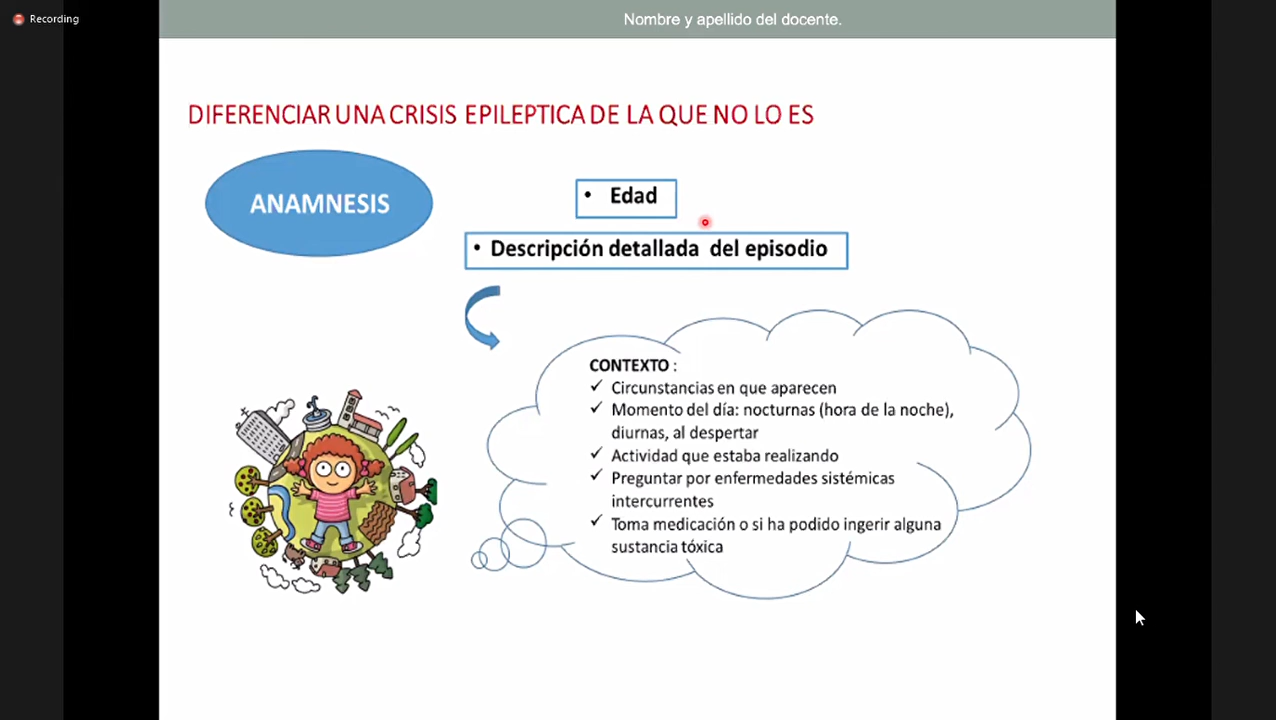 Recording
Nombre y apellido del docente.
DIFERENCIAR UNA CRISIS EPILEPTICA DE LA QUE NO LO ES
ANAMNESIS
• Edad
• Descripción detallada del episodio
CONTEXTO :
✓ Circunstancias en que aparecen
✓ Momento del día: nocturnas (hora de la noche),
diurnas, al despertar
✓ Actividad que estaba realizando
✓ Preguntar por enfermedades sistémicas
intercurrentes
✓ Toma medicación o si ha podido ingerir alguna
sustancia tóxica